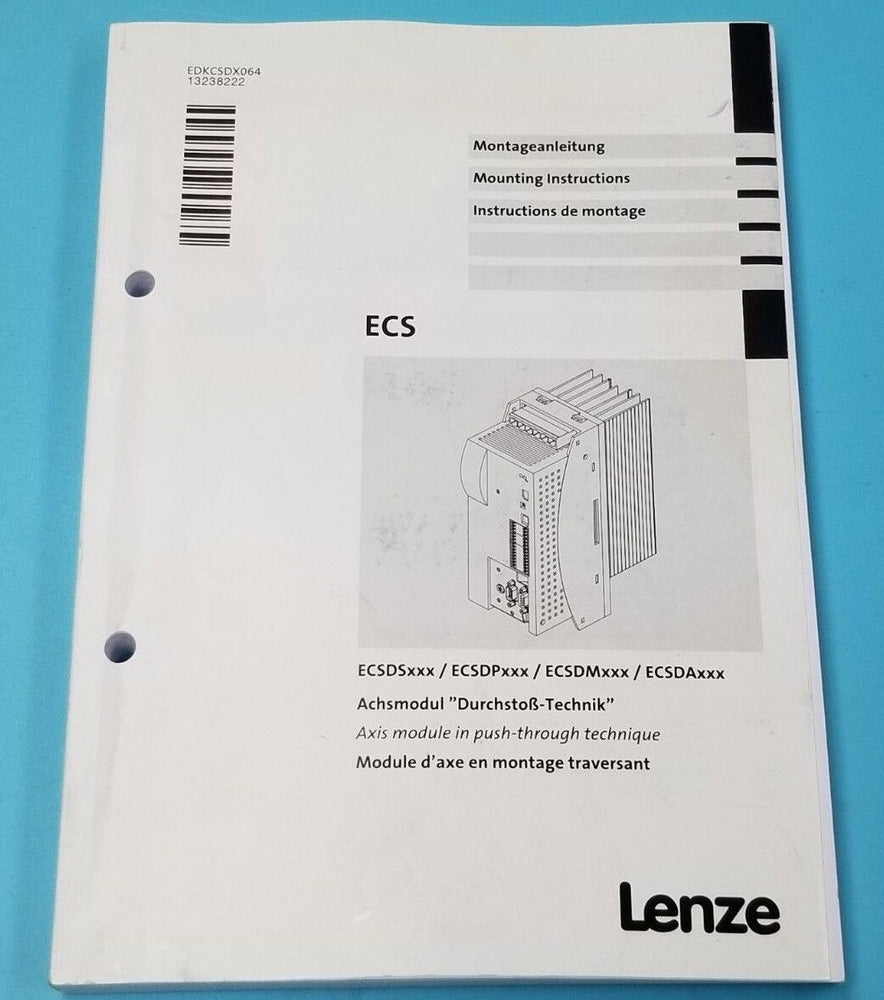 EDKCSDX064
13238222
Montageanleitung
Mounting Instructions
Instructions de montage
ECS
ECSDSxxx / ECSDPxxx / ECSDMxxx / ECSDAxxx
Achsmodul ”Durchstoß-Technik”
Axis module in push-through technique
Module d'axe en montage traversant
Lenze